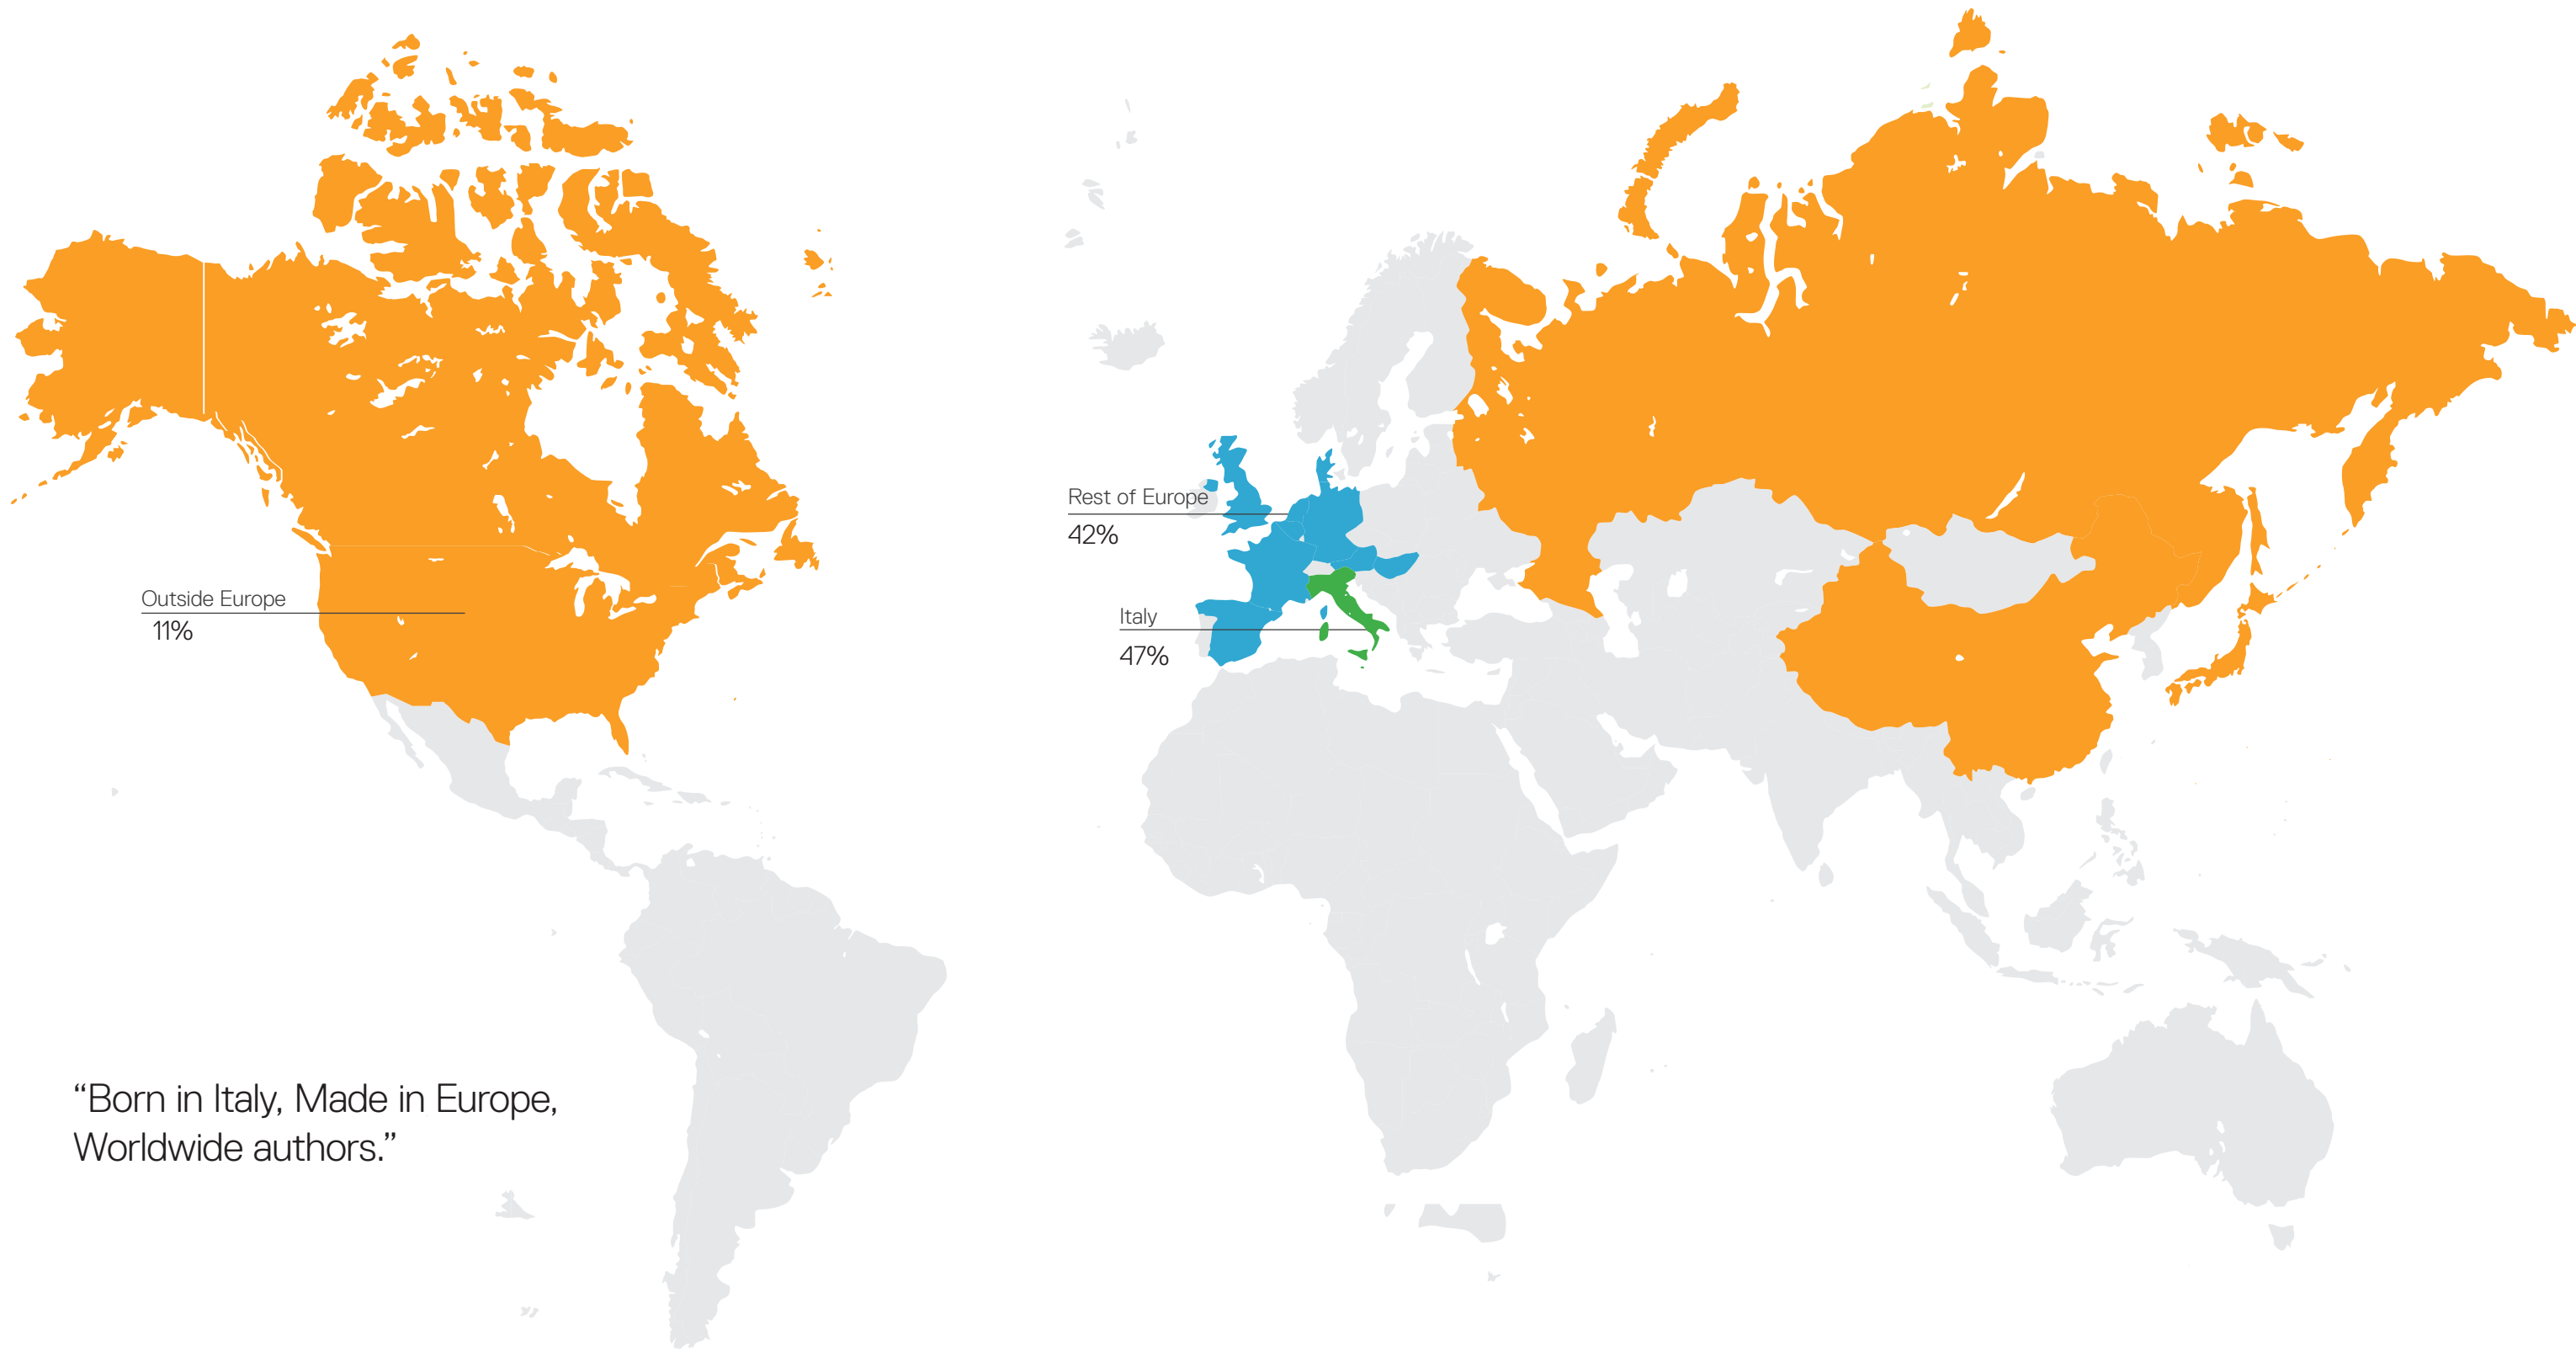 Rest of Europe
42%
Outside Europe
11%
Italy
47%
“Born in Italy, Made in Europe,
Worldwide authors.”